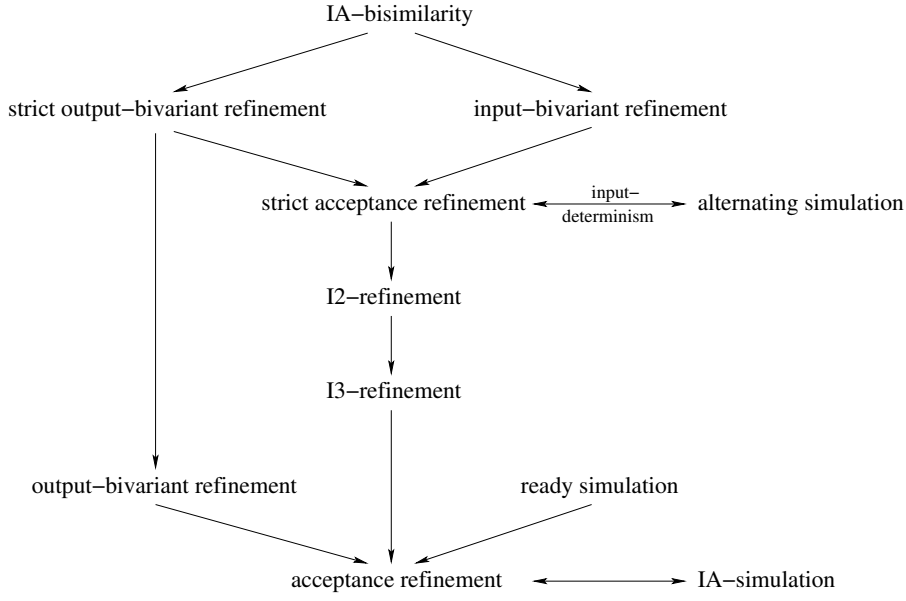 IA−bisimilarity
strict output−bivariant refinement
input−bivariant refinement
strict acceptance refinement
input−
determinism
alternating simulation
I2−refinement
I3−refinement
output−bivariant refinement
ready simulation
acceptance refinement
IA−simulation